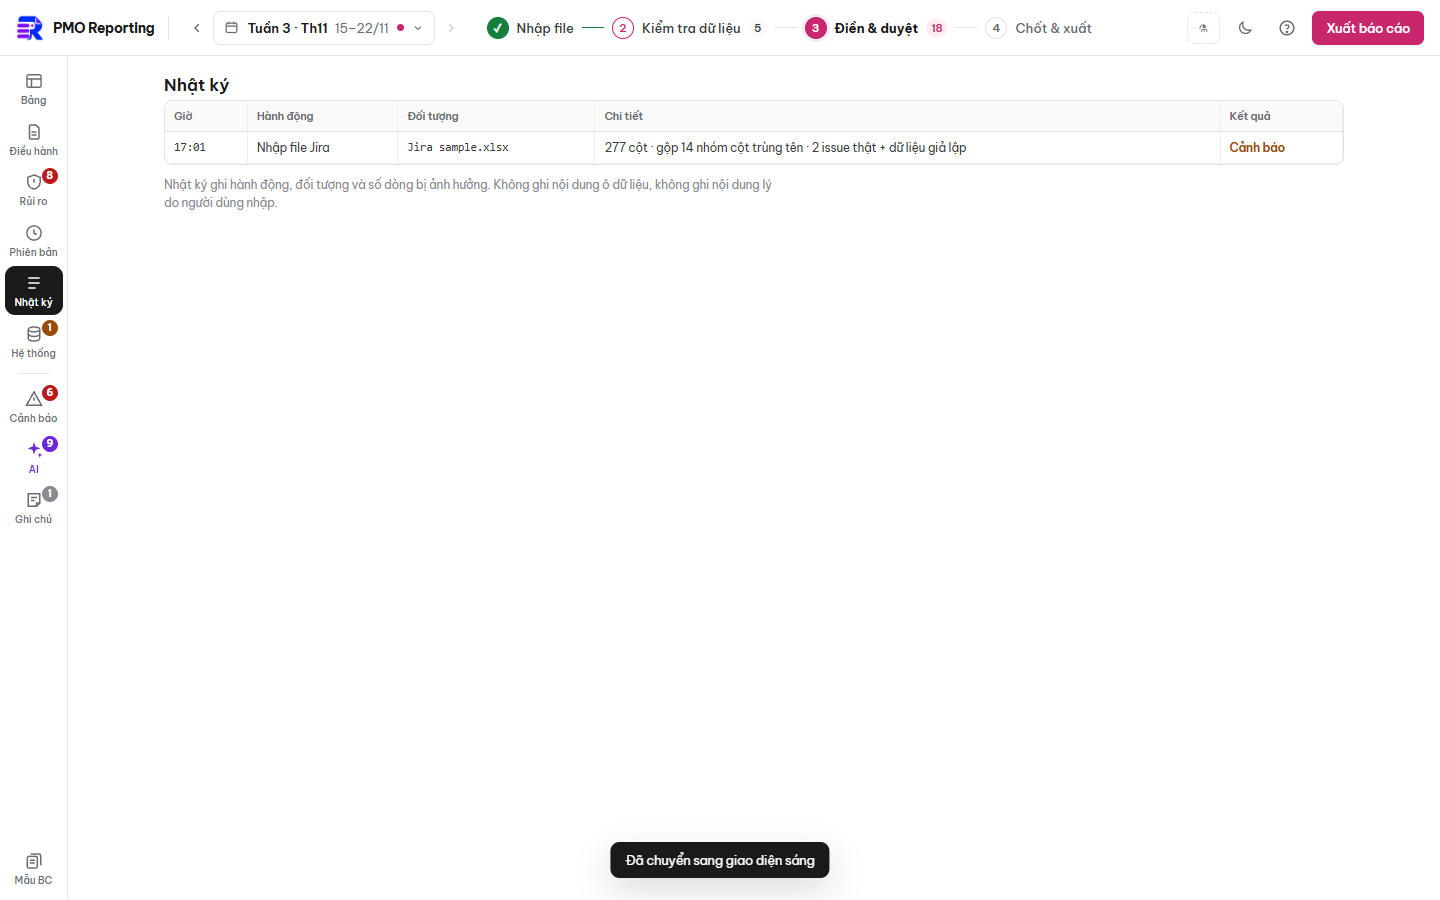 PMO Reporting
Tuần 3 · Th11 15–22/11
Nhập file
2 Kiểm tra dữ liệu 5
3 Điền & duyệt 18
4 Chốt & xuất
Xuất báo cáo
Bảng
Điều hành
8
Rủi ro
Phiên bản
Nhật ký
1
Hệ thống
6
Cảnh báo
9
AI
1
Ghi chú
Mẫu BC
Nhật ký
Giờ Hành động Đối tượng Chi tiết Kết quả
17:01 Nhập file Jira Jira sample.xlsx 277 cột · gộp 14 nhóm cột trùng tên · 2 issue thật + dữ liệu giả lập Cảnh báo
Nhật ký ghi hành động, đối tượng và số dòng bị ảnh hưởng. Không ghi nội dung ô dữ liệu, không ghi nội dung lý
do người dùng nhập.
Đã chuyển sang giao diện sáng